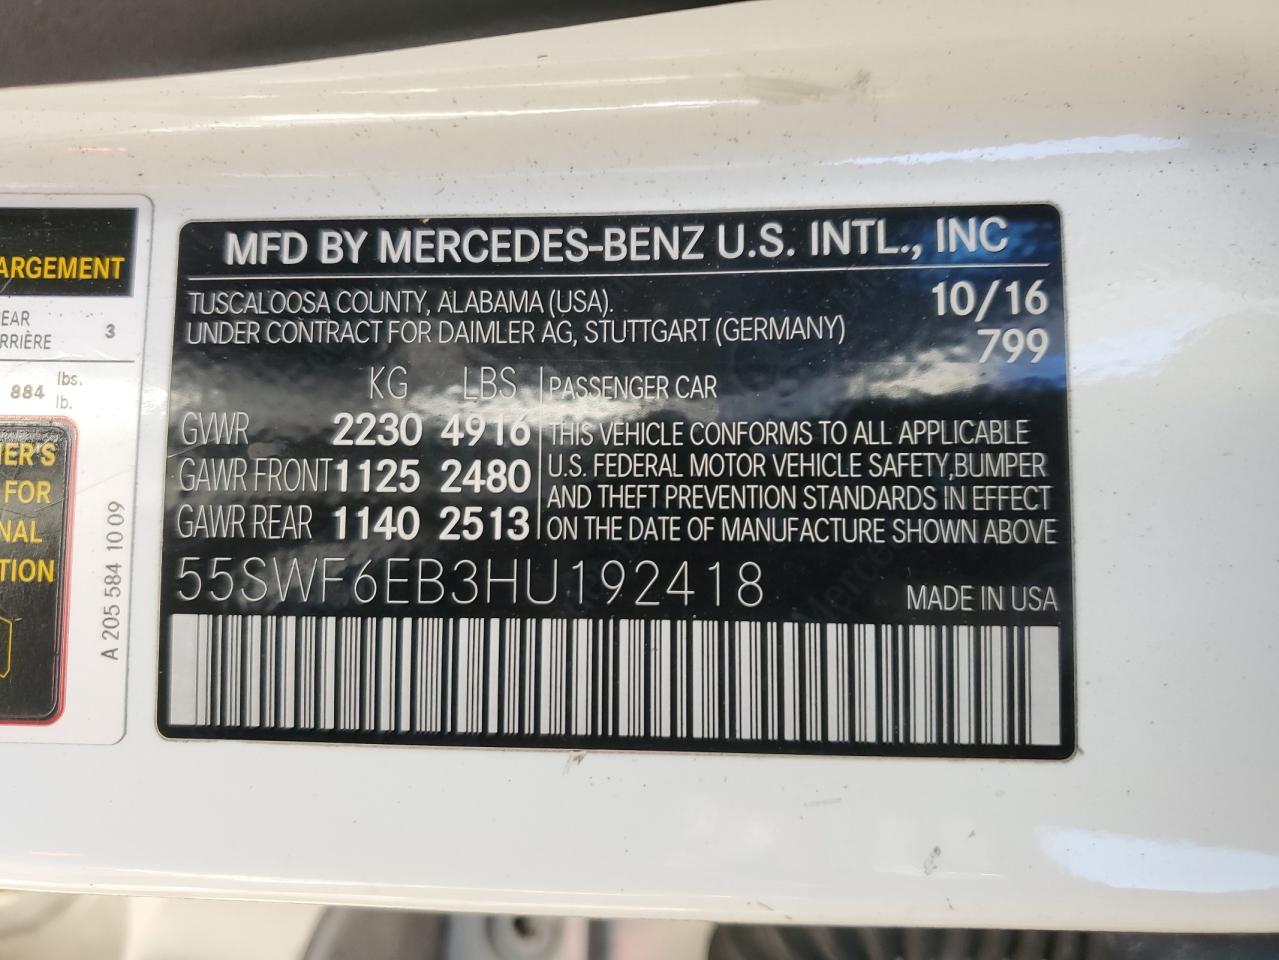 ARGEMENT
EAR
RRIÈRE 3
884 lbs.
lb.
ER'S
FOR
NAL
TION
A 205 584 10 09
MFD BY MERCEDES-BENZ U.S. INTL., INC
TUSCALOOSA COUNTY, ALABAMA (USA).
10/16
UNDER CONTRACT FOR DAIMLER AG, STUTTGART (GERMANY)
799
KG LBS PASSENGER CAR
GVWR 2230 4916
GAWR FRONT 1125 2480
GAWR REAR 1140 2513
THIS VEHICLE CONFORMS TO ALL APPLICABLE
U.S. FEDERAL MOTOR VEHICLE SAFETY,BUMPER
AND THEFT PREVENTION STANDARDS IN EFFECT
ON THE DATE OF MANUFACTURE SHOWN ABOVE
55SWF6EB3HU192418
MADE IN USA